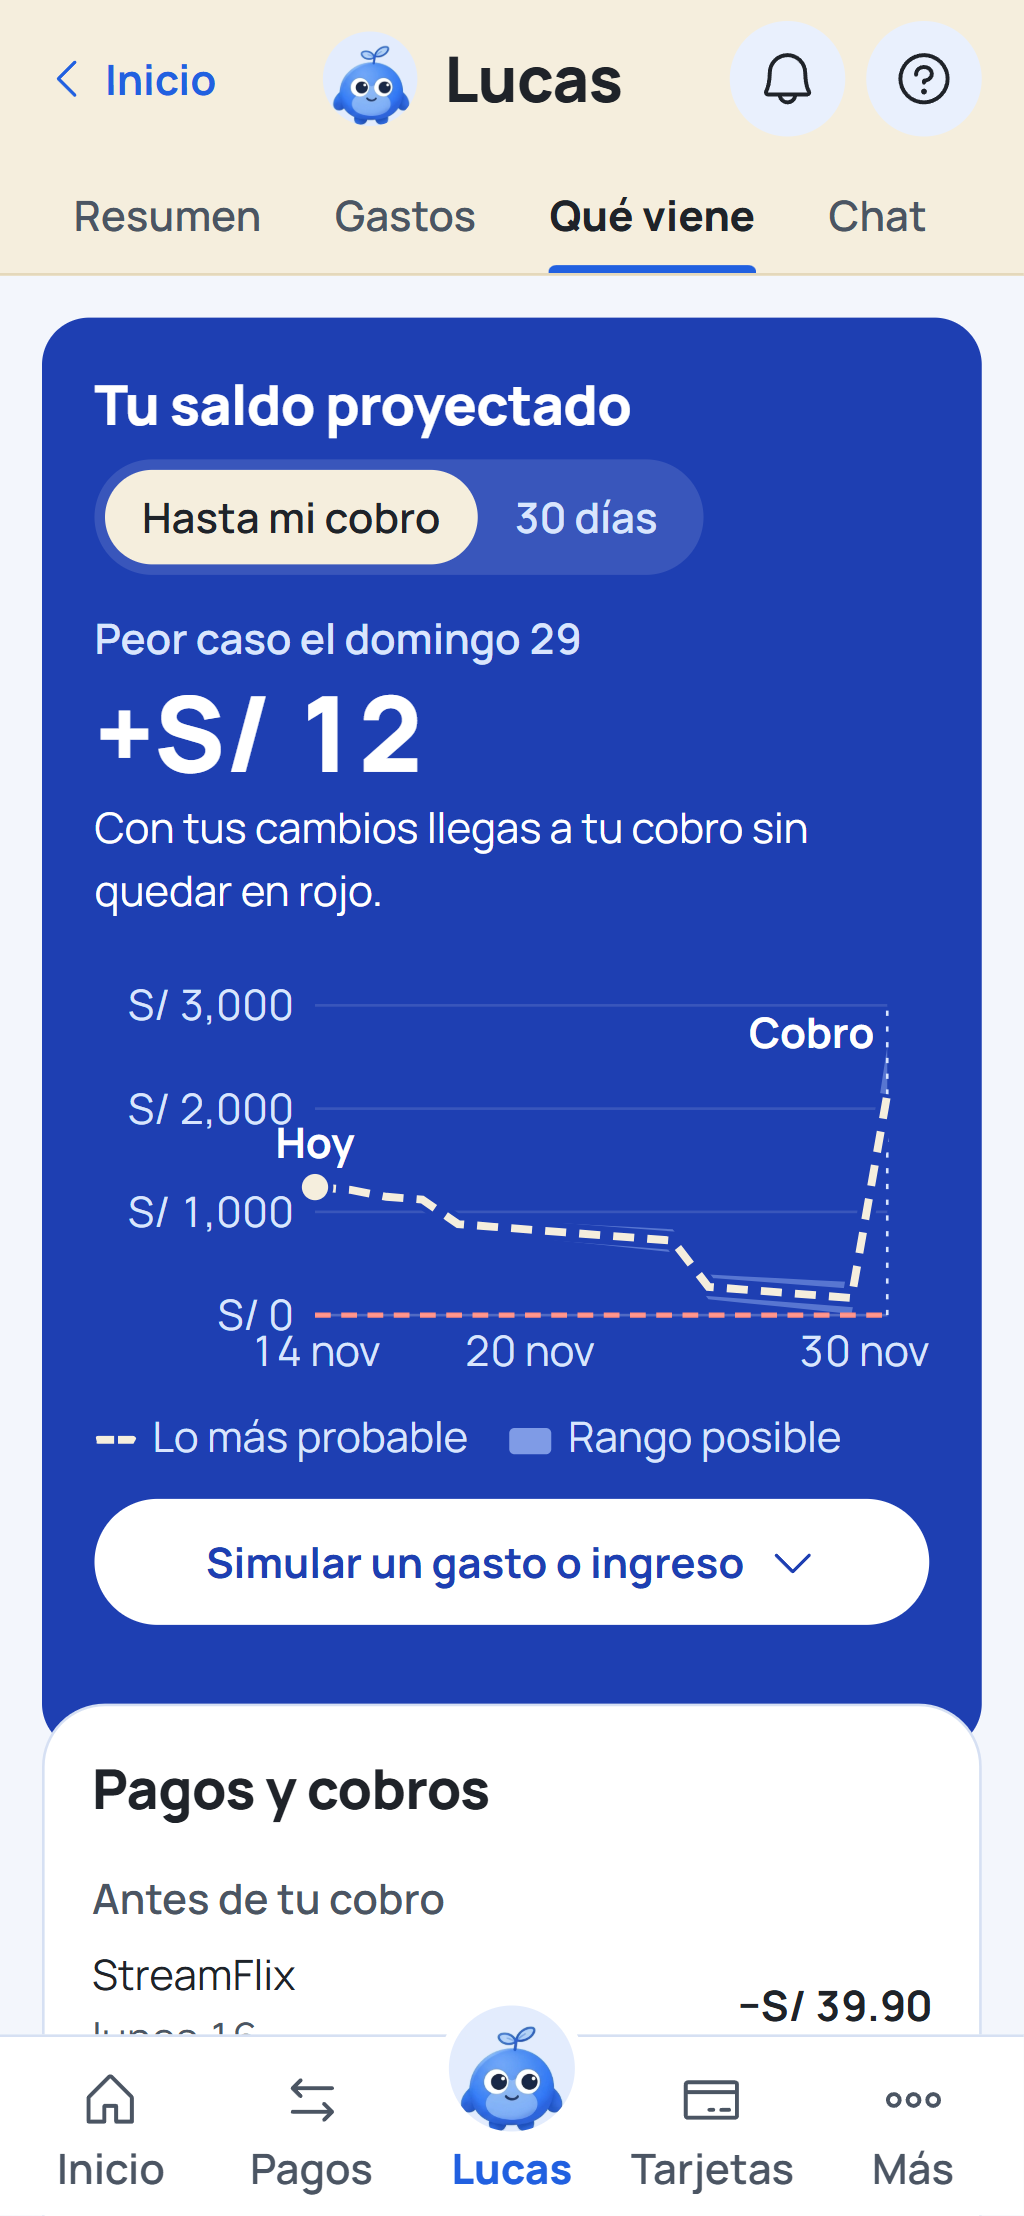 Inicio
Lucas
Resumen
Gastos
Qué viene
Chat
Tu saldo proyectado
Hasta mi cobro
30 días
Peor caso el domingo 29
+S/ 12
Con tus cambios llegas a tu cobro sin
quedar en rojo.
S/ 3,000
Cobro
S/ 2,000
Hoy
S/ 1,000
S/ 0
14 nov
20 nov
30 nov
Lo más probable
Rango posible
Simular un gasto o ingreso
Pagos y cobros
Antes de tu cobro
StreamFlix
−S/ 39.90
lunes 16
Inicio
Pagos
Lucas
Tarjetas
Más